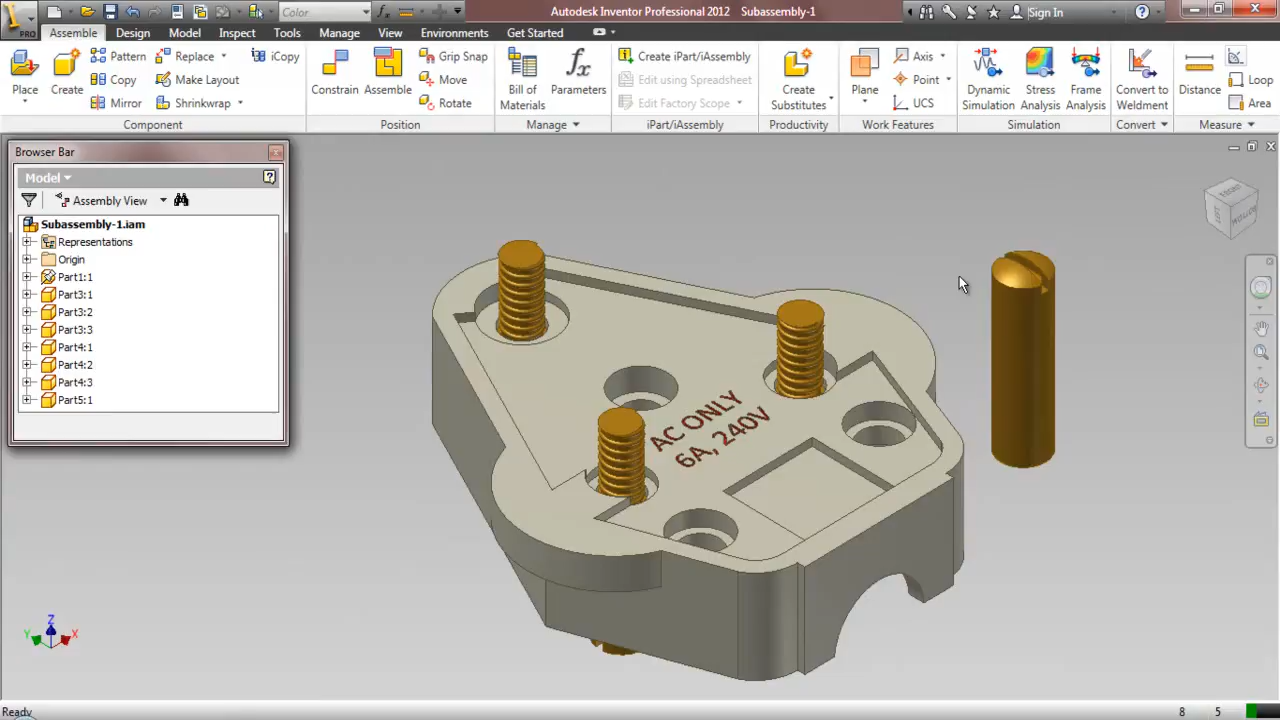 Color
Autodesk Inventor Professional 2012 Subassembly-1
Sign In
PRO
Assemble Design Model Inspect Tools Manage View Environments Get Started
Place
Create
Pattern
Copy
Mirror
Replace
Make Layout
Shrinkwrap
iCopy
Component
Constrain
Assemble
Grip Snap
Move
Rotate
Position
Bill of
Materials
Parameters
Manage
Create iPart/iAssembly
Edit using Spreadsheet
Edit Factory Scope
iPart/iAssembly
Create
Substitutes
Productivity
Plane
Axis
Point
UCS
Work Features
Dynamic
Simulation
Stress
Analysis
Frame
Analysis
Simulation
Convert to
Weldment
Convert
Distance
Loop
Area
Measure
Browser Bar
Model
Assembly View
Subassembly-1.iam
Representations
Origin
Part1:1
Part3:1
Part3:2
Part3:3
Part4:1
Part4:2
Part4:3
Part5:1
AC ONLY
6A, 240V
FRONT
Z
Y
X
Ready
8 5